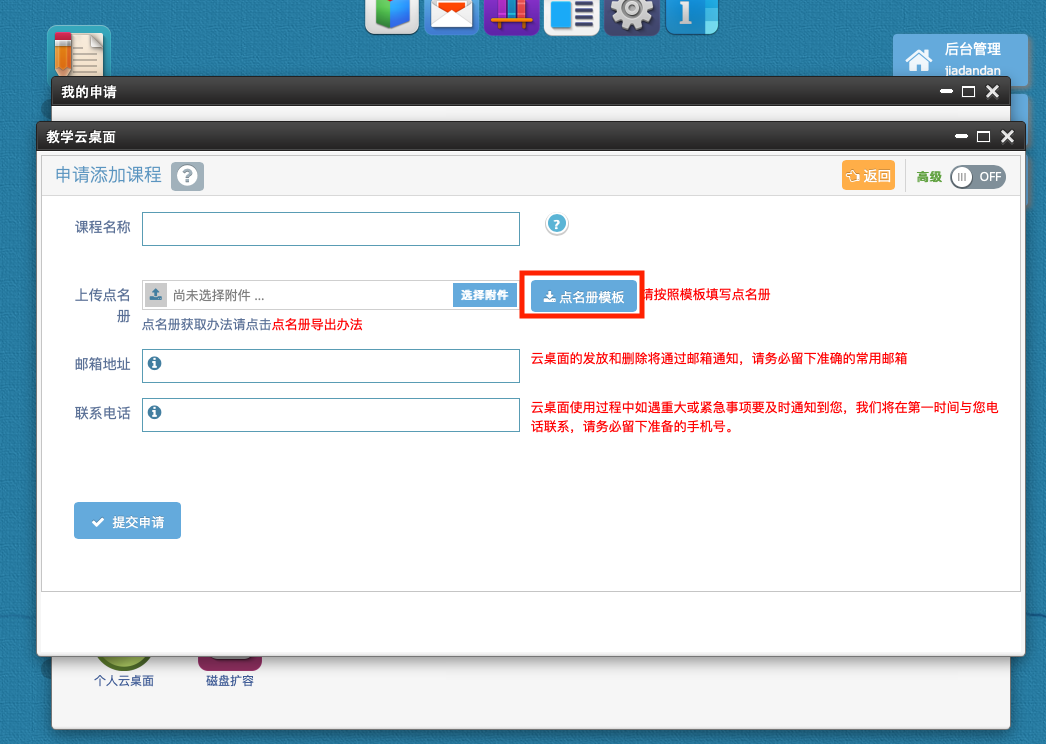 后台管理
jiadandan
我的申请
教学云桌面
申请添加课程 ?
返回
高级
OFF
课程名称
?
上传点名册
尚未选择附件 ...
选择附件
点名册模板
请按照模板填写点名册
点名册获取办法请点击点名册导出办法
邮箱地址
云桌面的发放和删除将通过邮箱通知，请务必留下准确的常用邮箱
联系电话
云桌面使用过程中如遇重大或紧急事项要及时通知到您，我们将在第一时间与您电
话联系，请务必留下准备的手机号。
提交申请
个人云桌面
磁盘扩容